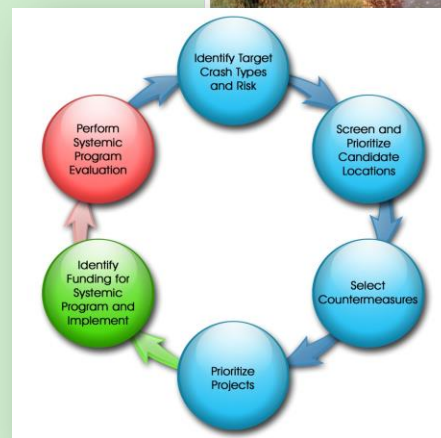 Identify Target
Crash Types
and Risk
Screen and
Prioritize
Candidate
Locations
Select
Countermeasures
Prioritize
Projects
Identify
Funding for
Systemic
Program and
Implement
Perform
Systemic
Program
Evaluation